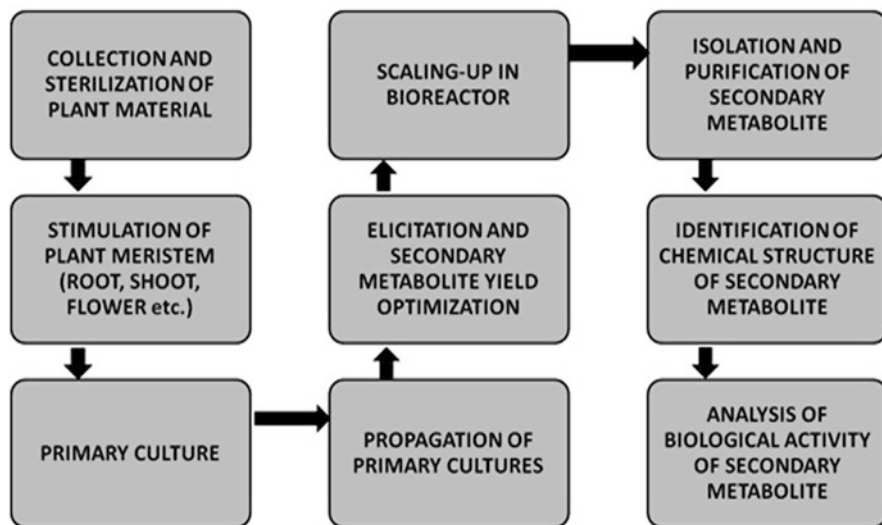 COLLECTION AND
STERILIZATION OF
PLANT MATERIAL
STIMULATION OF
PLANT MERISTEM
(ROOT, SHOOT,
FLOWER etc.)
PRIMARY CULTURE
PROPAGATION OF
PRIMARY CULTURES
ELICITATION AND
SECONDARY
METABOLITE YIELD
OPTIMIZATION
SCALING-UP IN
BIOREACTOR
ISOLATION AND
PURIFICATION OF
SECONDARY
METABOLITE
IDENTIFICATION OF
CHEMICAL STRUCTURE
OF SECONDARY
METABOLITE
ANALYSIS OF
BIOLOGICAL ACTIVITY
OF SECONDARY
METABOLITE